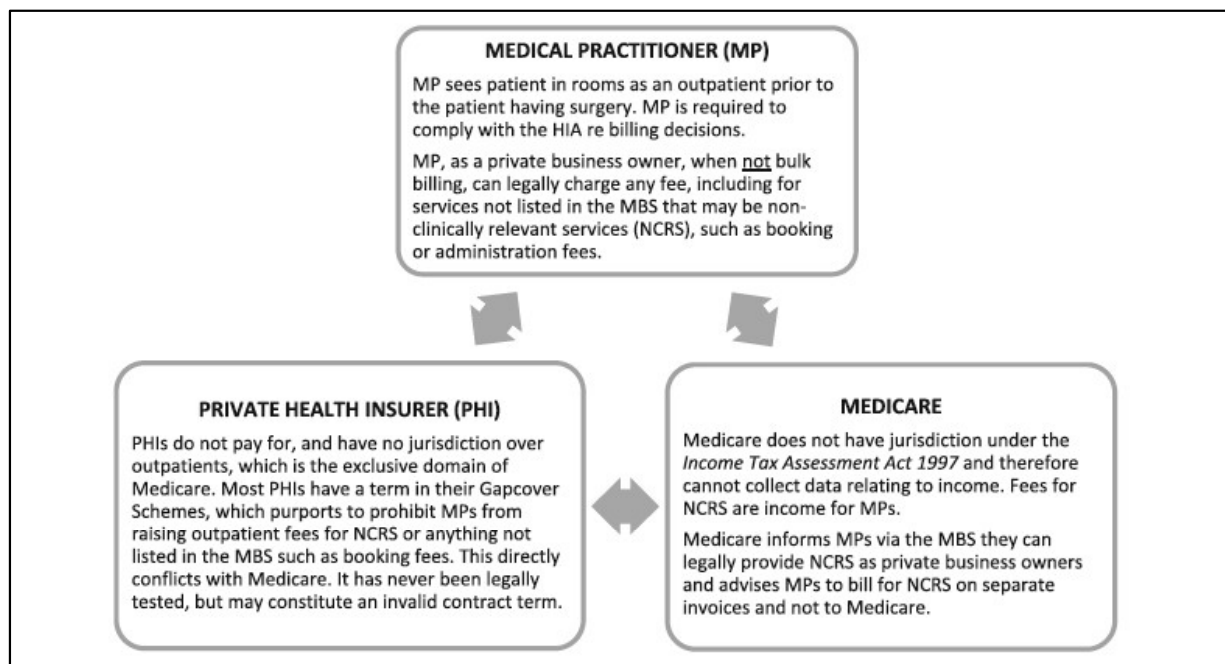 MEDICAL PRACTITIONER (MP)
MP sees patient in rooms as an outpatient prior to
the patient having surgery. MP is required to
comply with the HIA re billing decisions.
MP, as a private business owner, when not bulk
billing, can legally charge any fee, including for
services not listed in the MBS that may be non-
clinically relevant services (NCRS), such as booking
or administration fees.
PRIVATE HEALTH INSURER (PHI)
PHIs do not pay for, and have no jurisdiction over
outpatients, which is the exclusive domain of
Medicare. Most PHIs have a term in their Gapcover
Schemes, which purports to prohibit MPs from
raising outpatient fees for NCRS or anything not
listed in the MBS such as booking fees. This directly
conflicts with Medicare. It has never been legally
tested, but may constitute an invalid contract term.
MEDICARE
Medicare does not have jurisdiction under the
Income Tax Assessment Act 1997 and therefore
cannot collect data relating to income. Fees for
NCRS are income for MPs.
Medicare informs MPs via the MBS they can
legally provide NCRS as private business owners
and advises MPs to bill for NCRS on separate
invoices and not to Medicare.